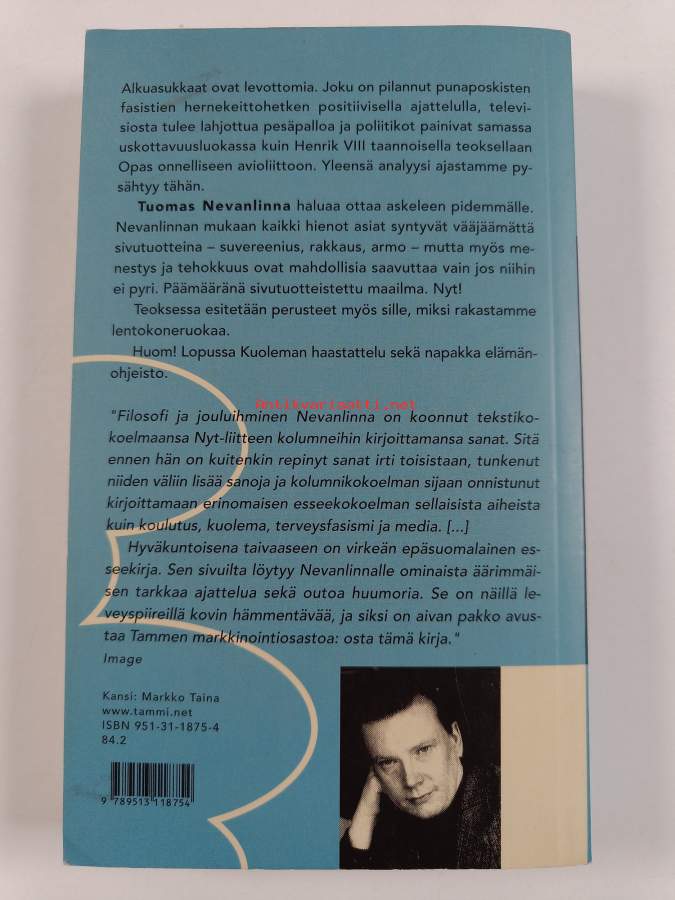 Alkuasukkaat ovat levottomia. Joku on pilannut punaposkisten
fasistien hernekeittohetken positiivisella ajattelulla, televi-
siosta tulee lahjottua pesäpalloa ja poliitikot painivat samassa
uskottavuusluokassa kuin Henrik VIII taannoisella teoksellaan
Opas onnelliseen avioliittoon. Yleensä analyysi ajastamme py-
sähtyy tähän.
Tuomas Nevanlinna haluaa ottaa askeleen pidemmälle.
Nevanlinnan mukaan kaikki hienot asiat syntyvät vääjäämättä
sivutuotteina – suvereenius, rakkaus, armo – mutta myös me-
nestys ja tehokkuus ovat mahdollisia saavuttaa vain jos niihin
ei pyri. Päämääränä sivutuotteistettu maailma. Nyt!
Teoksessa esitetään perusteet myös sille, miksi rakastamme
lentokoneruokaa.
Huom! Lopussa Kuoleman haastattelu sekä napakka elämän-
ohjeisto.
Antikvariaatti.net
"Filosofi ja jouluihminen Nevanlinna on koonnut tekstiko-
koelmaansa Nyt-liitteen kolumneihin kirjoittamansa sanat. Sitä
ennen hän on kuitenkin repinyt sanat irti toisistaan, tunkenut
niiden väliin lisää sanoja ja kolumnikokoelman sijaan onnistunut
kirjoittamaan erinomaisen esseekokoelman sellaisista aiheista
kuin koulutus, kuolema, terveysfasismi ja media. [...]
Hyväkuntoisena taivaaseen on virkeän epäsuomalainen es-
seekirja. Sen sivuilta löytyy Nevanlinnalle ominaista äärimmäi-
sen tarkkaa ajattelua sekä outoa huumoria. Se on näillä le-
veyspiireillä kovin hämmentävää, ja siksi on aivan pakko avus-
taa Tammen markkinointiosastoa: osta tämä kirja."
Image
Kansi: Markko Taina
www.tammi.net
ISBN 951-31-1875-4
84.2
9 789513 118754